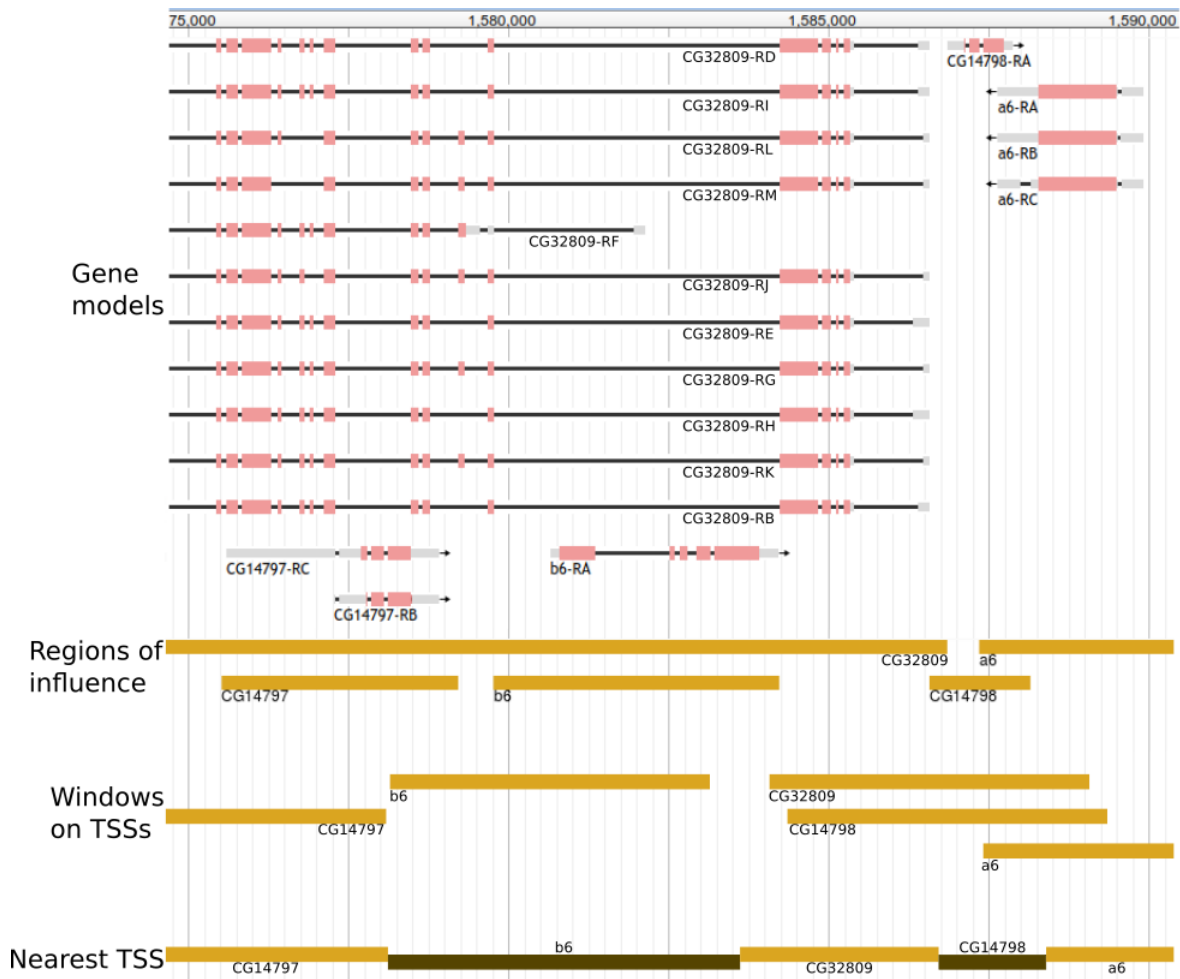 75,000 1,580,000 1,585,000 1,590,000
CG32809-RD CG14798-RA
CG32809-RI a6-RA
CG32809-RL a6-RB
CG32809-RM a6-RC
CG32809-RF
Gene
models
CG32809-RJ
CG32809-RE
CG32809-RG
CG32809-RH
CG32809-RK
CG32809-RB
CG14797-RC b6-RA
CG14797-RB
Regions of
influence
CG32809 a6
CG14797 b6 CG14798
Windows
on TSSs
b6 CG32809
CG14797 CG14798
a6
Nearest TSS
b6 CG14798
CG14797 CG32809 a6